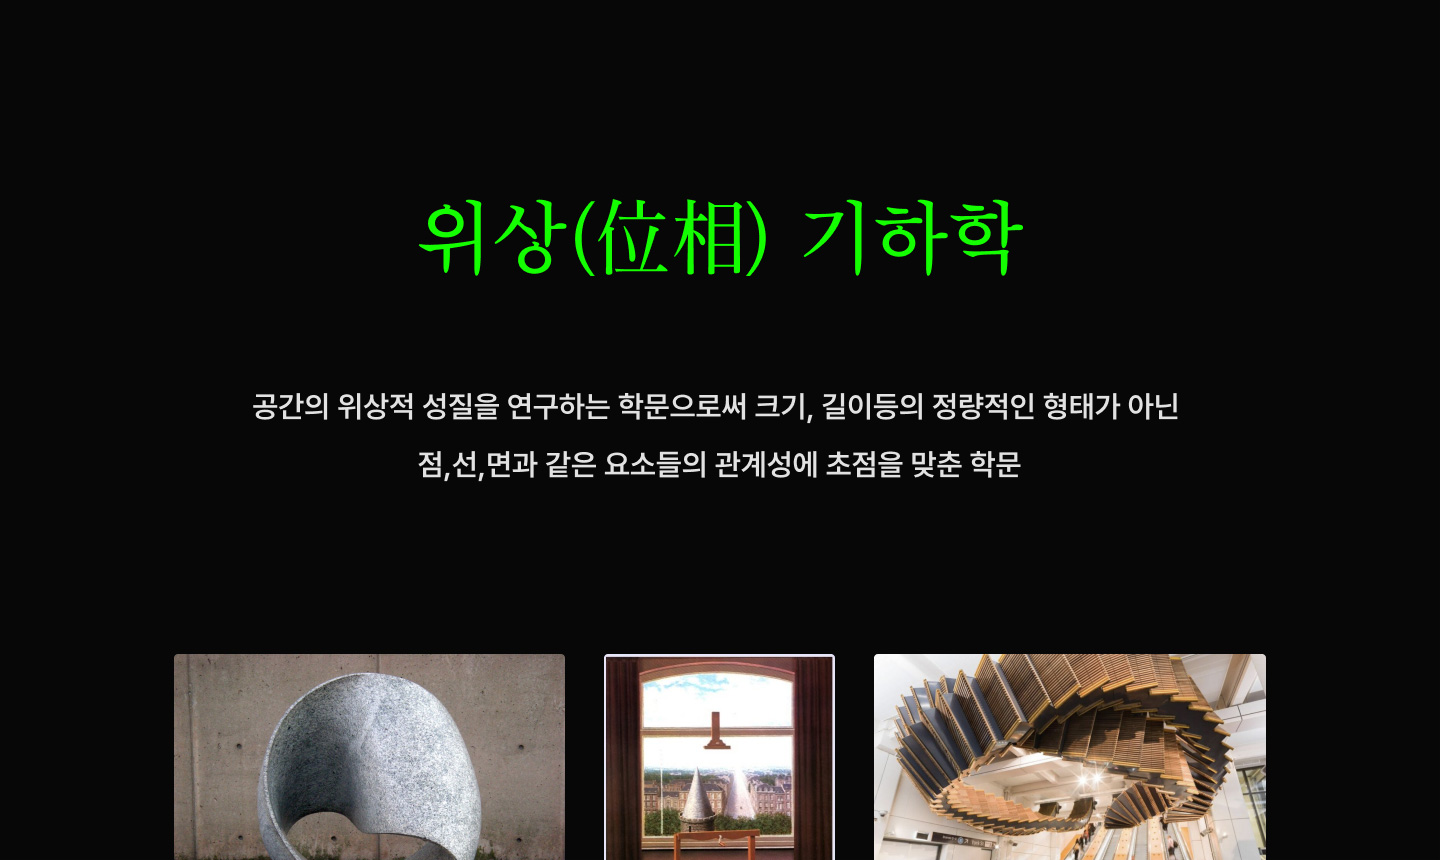 위상(位相) 기하학
공간의 위상적 성질을 연구하는 학문으로써 크기, 길이등의 정량적인 형태가 아닌
점,선,면과 같은 요소들의 관계성에 초점을 맞춘 학문